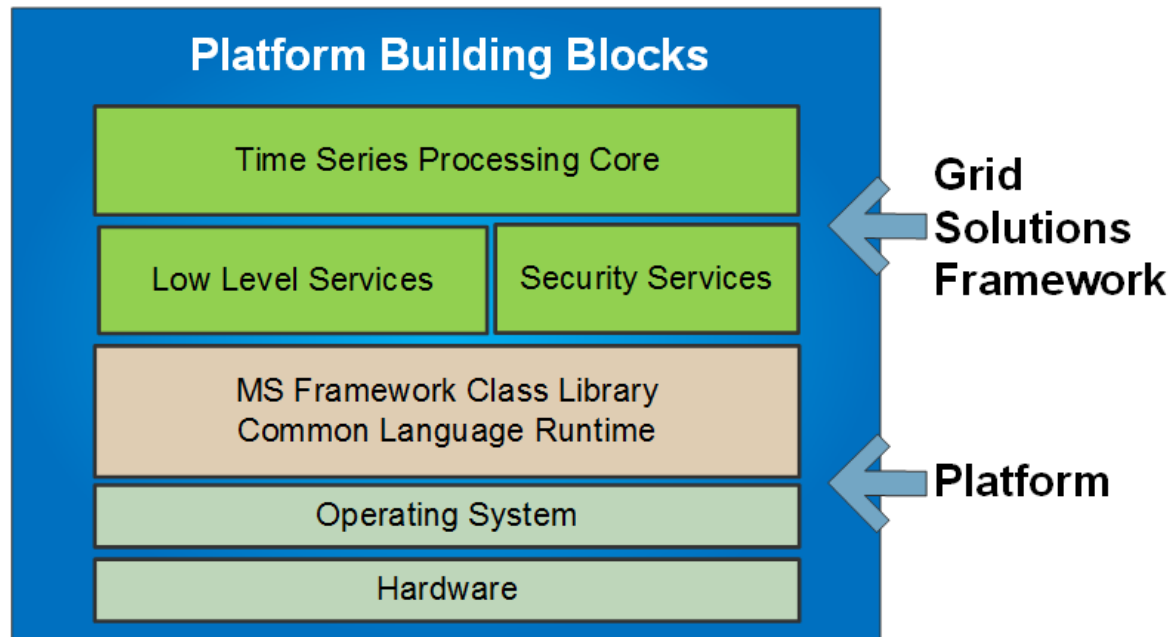 Platform Building Blocks
Time Series Processing Core
Low Level Services
Security Services
MS Framework Class Library
Common Language Runtime
Operating System
Hardware
Grid
Solutions
Framework
Platform